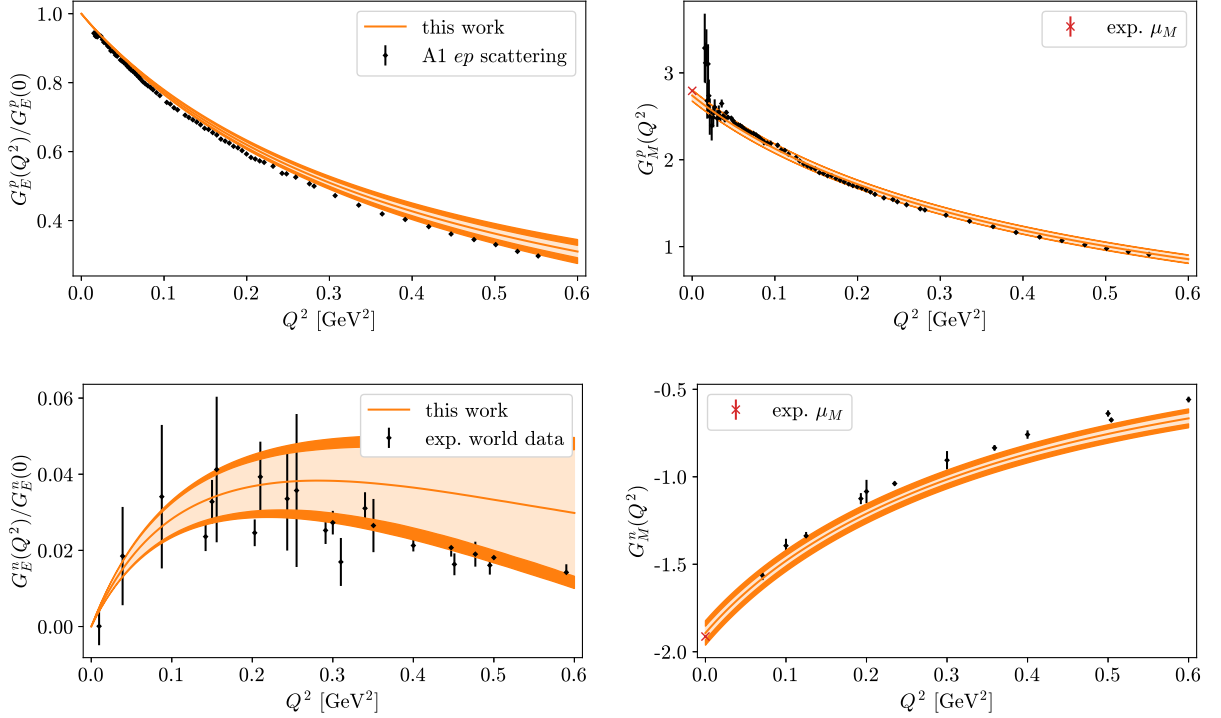 1.0
0.8
0.6
0.4
G_E^p(Q^2)/G_E^p(0)
this work
A1 ep scattering
0.0 0.1 0.2 0.3 0.4 0.5 0.6
Q^2 [GeV^2]
3
2
1
G_M^p(Q^2)
exp. μ_M
0.0 0.1 0.2 0.3 0.4 0.5 0.6
Q^2 [GeV^2]
0.06
0.04
0.02
0.00
G_E^n(Q^2)/G_E^n(0)
this work
exp. world data
0.0 0.1 0.2 0.3 0.4 0.5 0.6
Q^2 [GeV^2]
-0.5
-1.0
-1.5
-2.0
G_M^n(Q^2)
exp. μ_M
0.0 0.1 0.2 0.3 0.4 0.5 0.6
Q^2 [GeV^2]